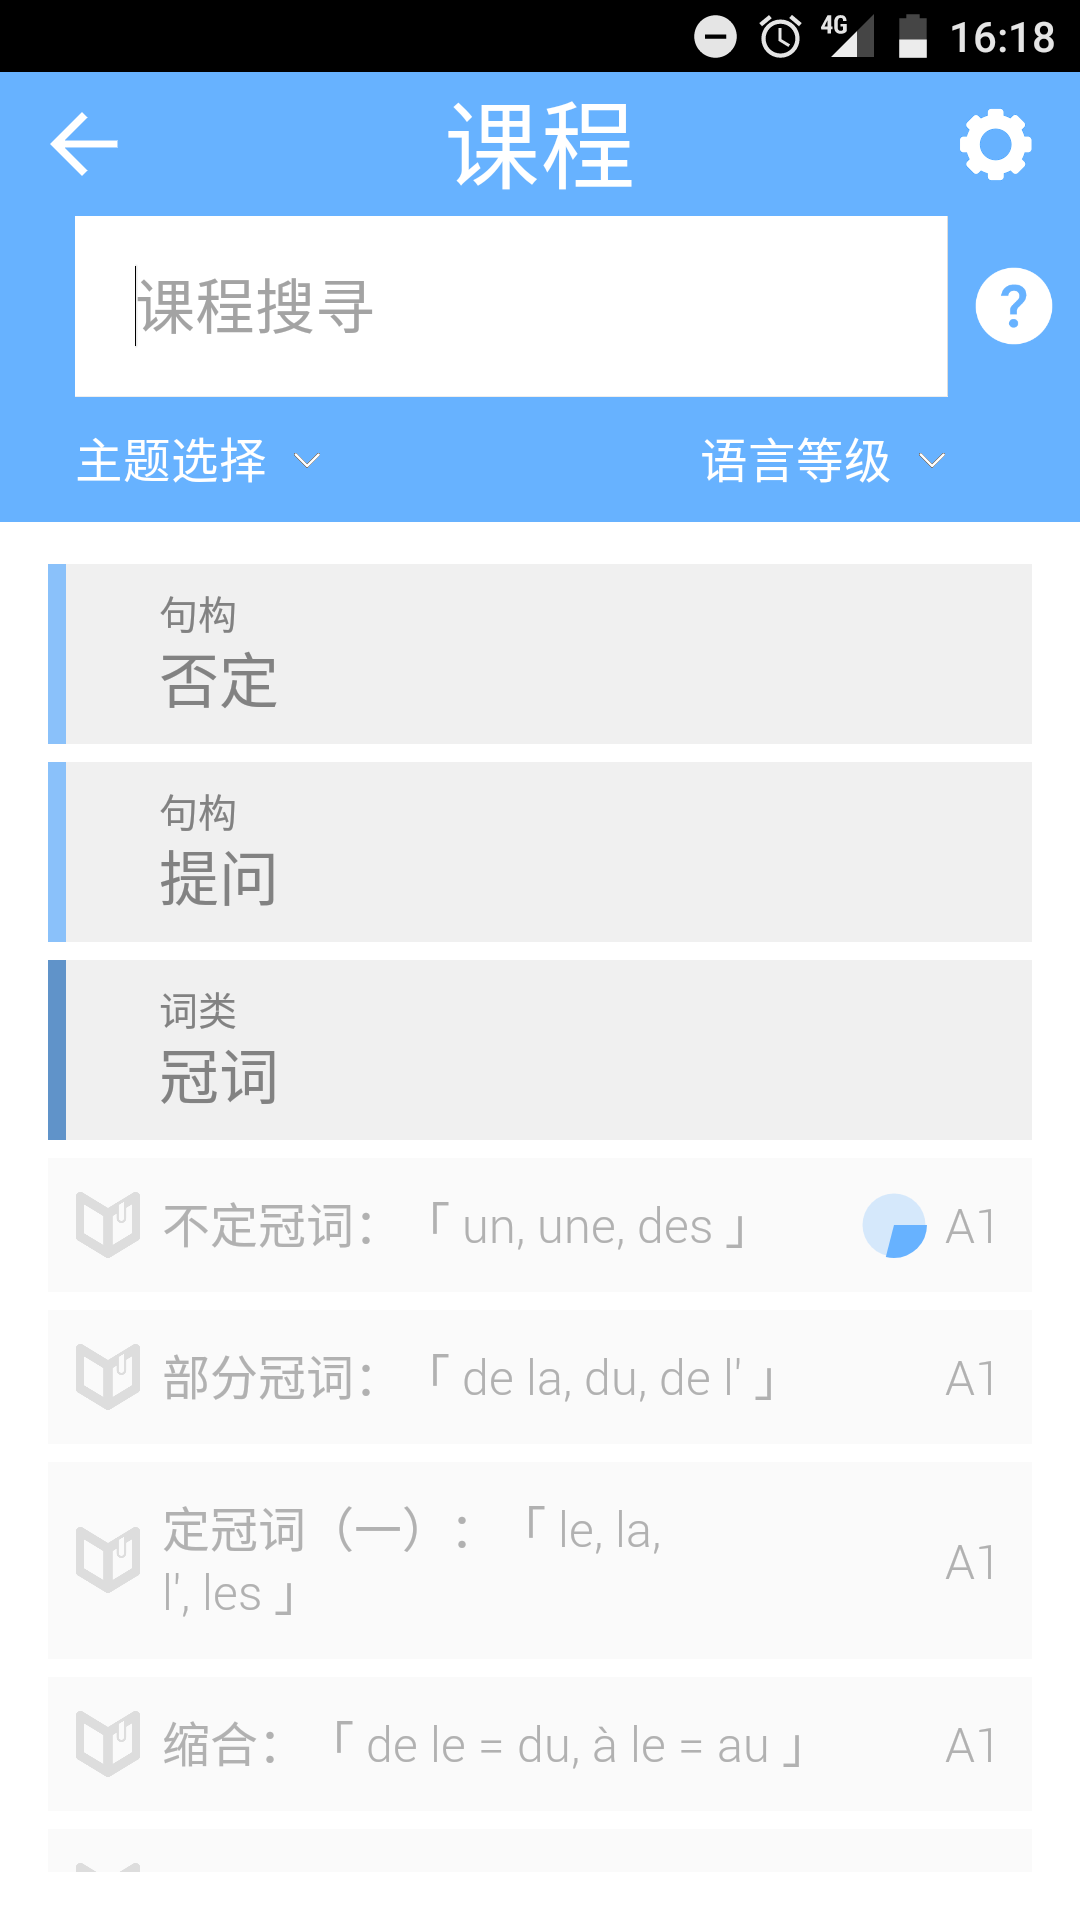 4G 16:18
课程
课程搜寻
?
主题选择 语言等级
句构
否定
句构
提问
词类
冠词
不定冠词：「 un, une, des 」 A1
部分冠词：「 de la, du, de l' 」 A1
定冠词（一）：「 le, la,
l', les 」 A1
缩合：「 de le = du, à le = au 」 A1